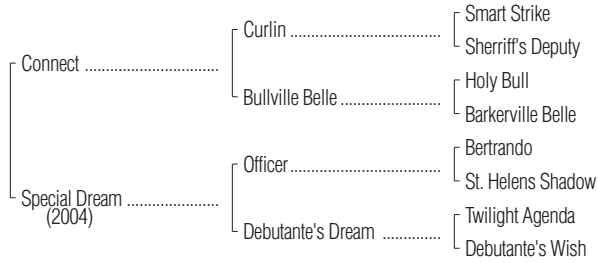 Smart Strike
Curlin ................................
Sherriff's Deputy
Connect ............................
Holy Bull
Bullville Belle .....................
Barkerville Belle
Bertrando
Officer................................
St. Helens Shadow
Special Dream ...................
(2004)
Twilight Agenda
Debutante's Dream ............
Debutante's Wish